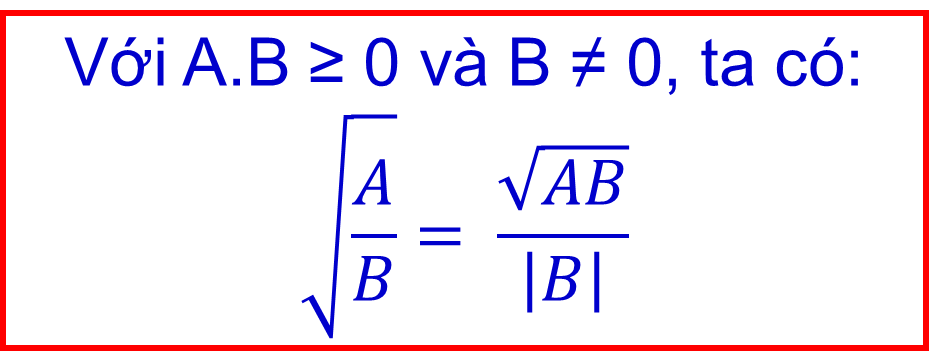 Với A.B ≥ 0 và B ≠ 0, ta có:
√(A/B) = √(AB)/|B|